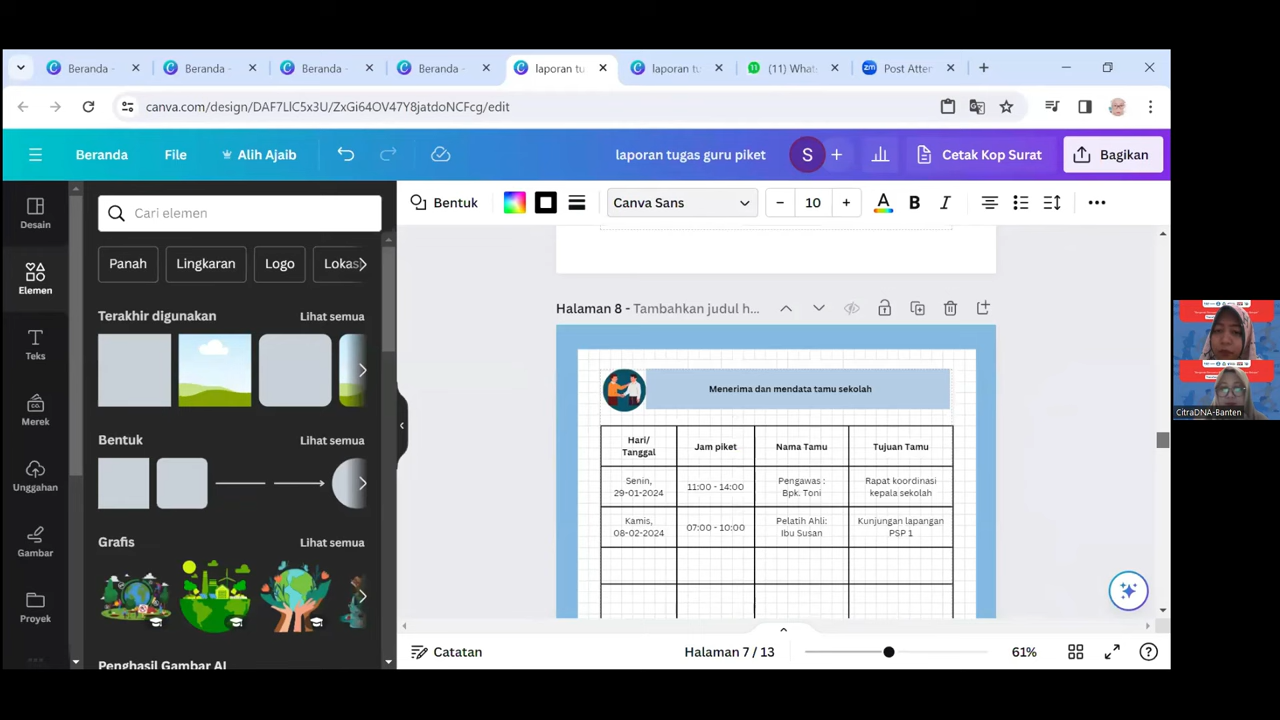 Beranda -
Beranda -
Beranda -
Beranda -
laporan tu
laporan tu
(11) What
Post Atter
canva.com/design/DAF7LlC5x3U/ZxGi64OV47Y8jatdoNCFcg/edit
Beranda
File
Alih Ajaib
laporan tugas guru piket
S
Cetak Kop Surat
Bagikan
Desain
Elemen
Teks
Merek
Unggahan
Gambar
Proyek
Cari elemen
Panah
Lingkaran
Logo
Lokas
Terakhir digunakan
Lihat semua
Bentuk
Lihat semua
Grafis
Lihat semua
Penghasil Gambar AI
Bentuk
Canva Sans
10
A
B
I
Halaman 8 - Tambahkan judul h...
Menerima dan mendata tamu sekolah
Hari/
Tanggal
Jam piket
Nama Tamu
Tujuan Tamu
Senin,
29-01-2024
11:00 - 14:00
Pengawas :
Bpk. Toni
Rapat koordinasi
kepala sekolah
Kamis,
08-02-2024
07:00 - 10:00
Pelatih Ahli:
Ibu Susan
Kunjungan lapangan
PSP 1
Catatan
Halaman 7 / 13
61%
CitraDNA-Banten